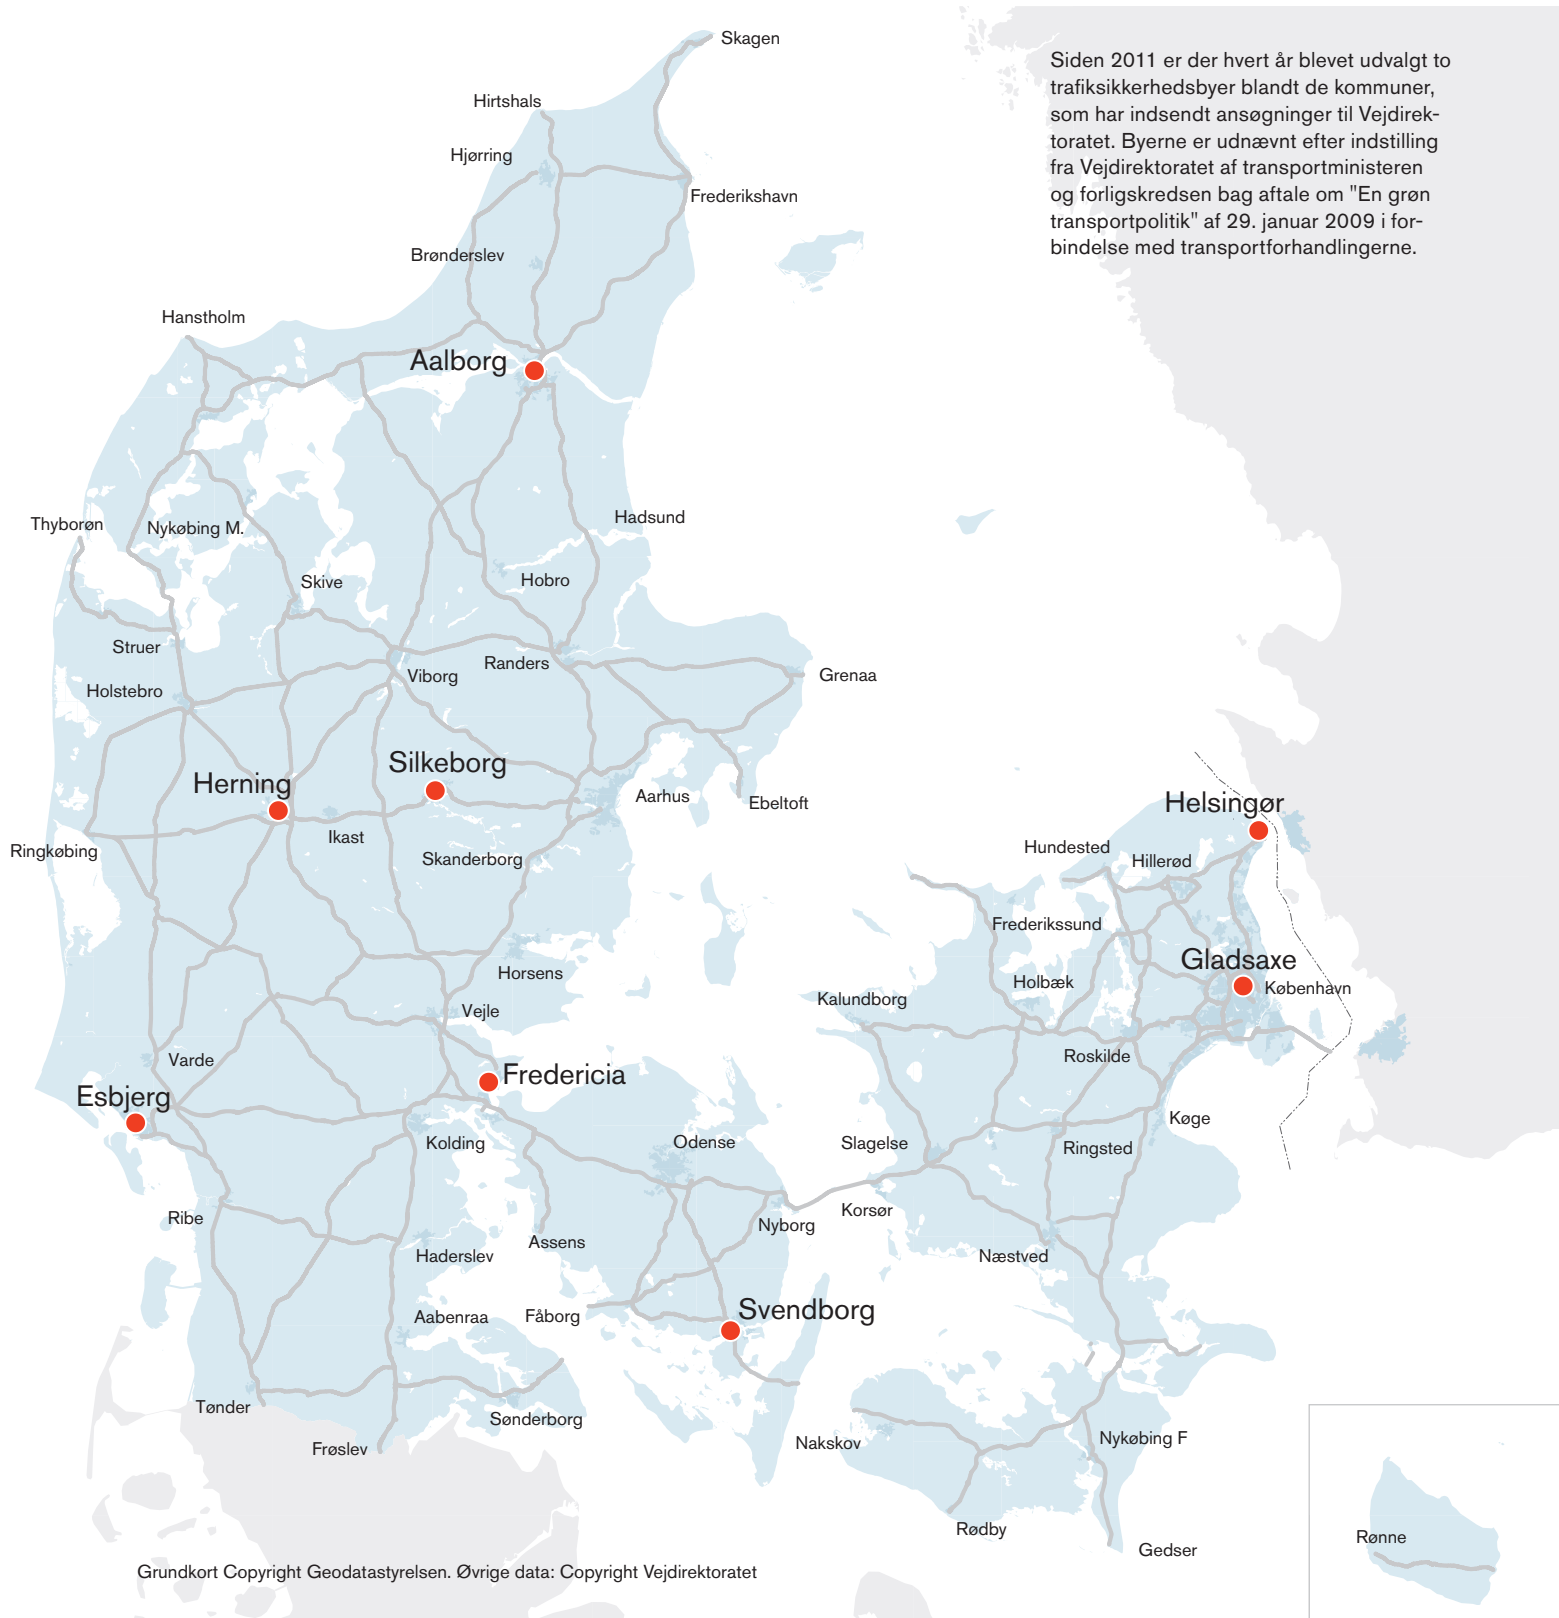 Skagen
Siden 2011 er der hvert år blevet udvalgt to
trafiksikkerhedsbyer blandt de kommuner,
som har indsendt ansøgninger til Vejdirek-
toratet. Byerne er udnævnt efter indstilling
fra Vejdirektoratet af transportministeren
og forligskredsen bag aftale om "En grøn
transportpolitik" af 29. januar 2009 i for-
bindelse med transportforhandlingerne.
Hirtshals
Hjørring
Frederikshavn
Brønderslev
Hanstholm
Aalborg
Hadsund
Thyborøn
Nykøbing M.
Hobro
Skive
Struer
Randers
Viborg
Grenaa
Holstebro
Silkeborg
Herning
Aarhus
Ebeltoft
Helsingør
Ikast
Hundested
Ringkøbing
Skanderborg
Hillerød
Frederikssund
Gladsaxe
Horsens
Holbæk
København
Kalundborg
Vejle
Roskilde
Varde
Fredericia
Esbjerg
Køge
Kolding
Odense
Slagelse
Ringsted
Korsør
Ribe
Nyborg
Assens
Haderslev
Næstved
Svendborg
Aabenraa
Fåborg
Tønder
Sønderborg
Nakskov
Nykøbing F
Frøslev
Rødby
Rønne
Gedser
Grundkort Copyright Geodatastyrelsen. Øvrige data: Copyright Vejdirektoratet